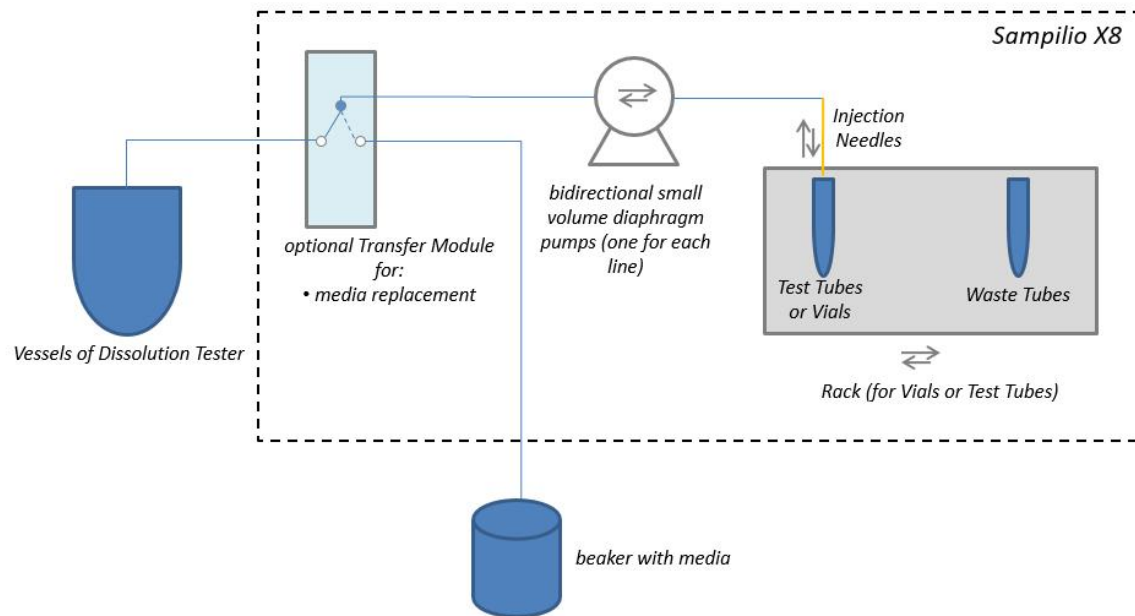 Sampilio X8
Injection
Needles
bidirectional small
volume diaphragm
pumps (one for each
line)
optional Transfer Module
for:
• media replacement
Test Tubes
or Vials
Waste Tubes
Vessels of Dissolution Tester
Rack (for Vials or Test Tubes)
beaker with media